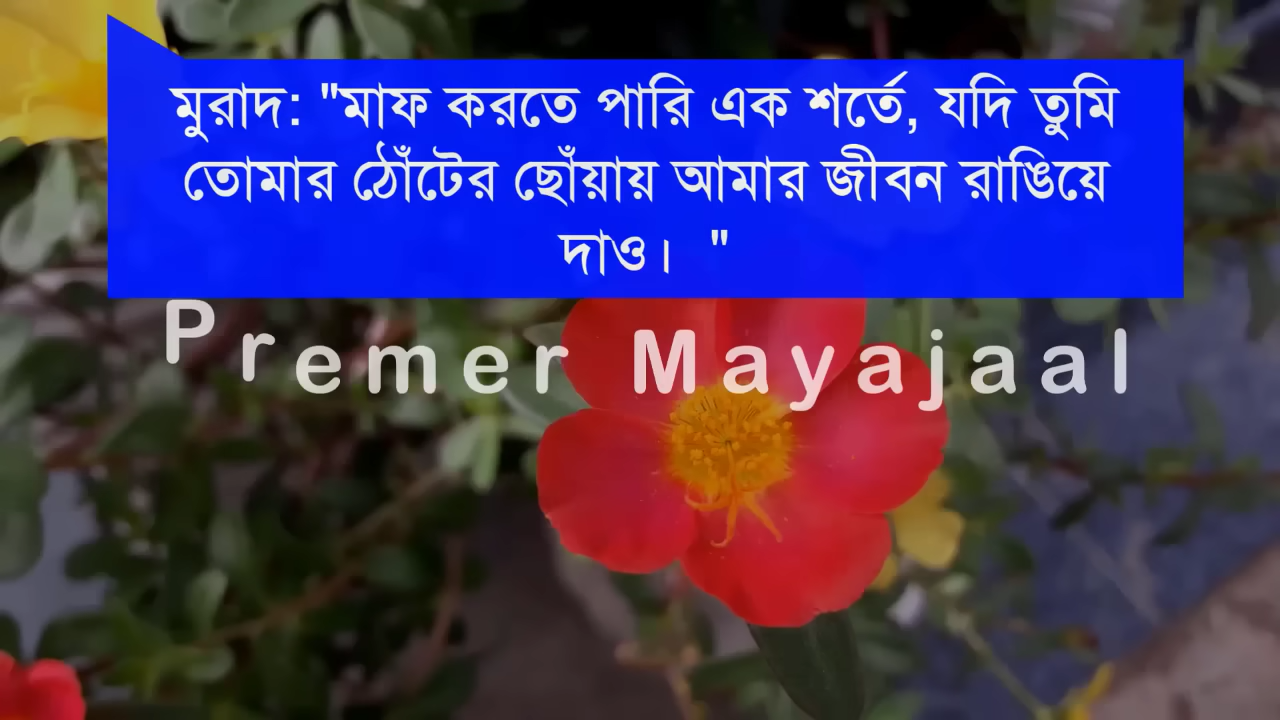 মুরাদ: "মাফ করতে পারি এক শর্তে, যদি তুমি
তোমার ঠোঁটের ছোঁয়ায় আমার জীবন রাঙিয়ে
দাও। "
Premer Mayajaal